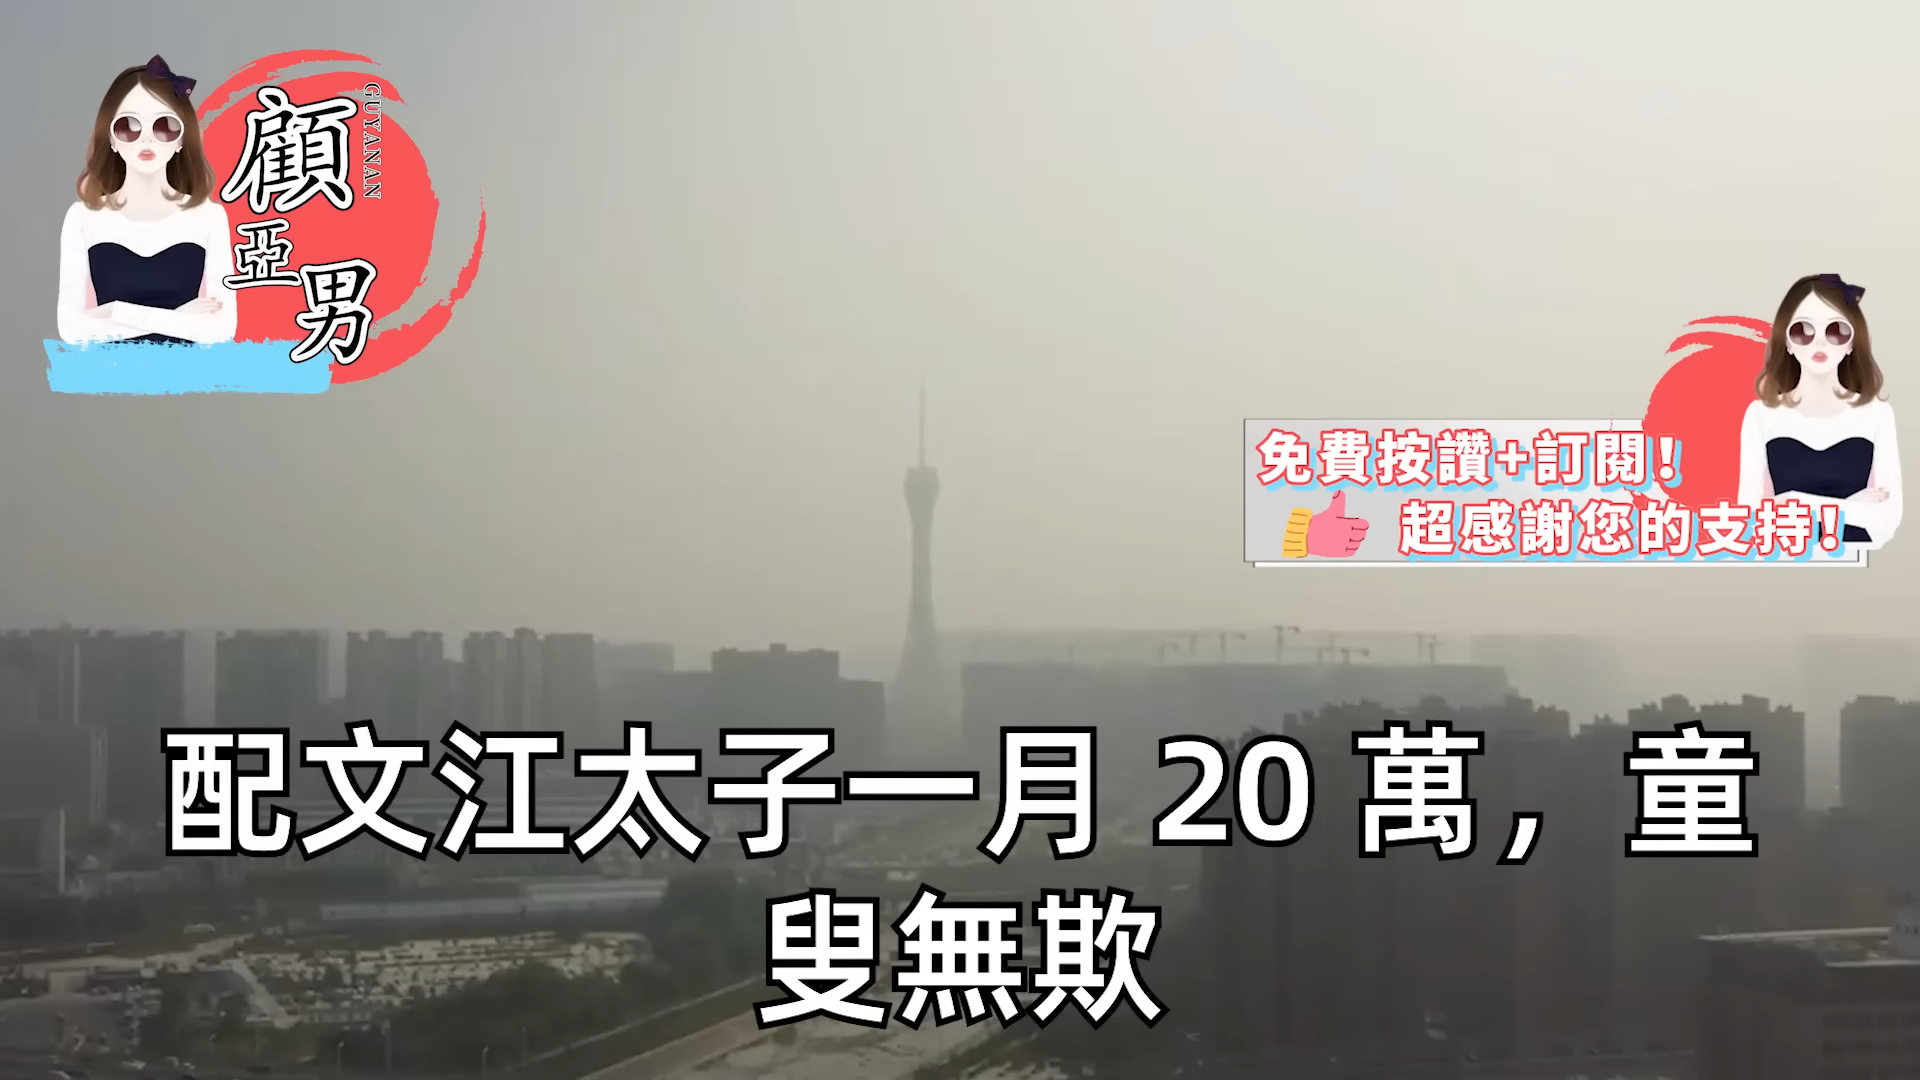 顧亞男
GUYANAN
免費按讚+訂閱!
超感謝您的支持!
配文江太子一月 20 萬，童
叟無欺